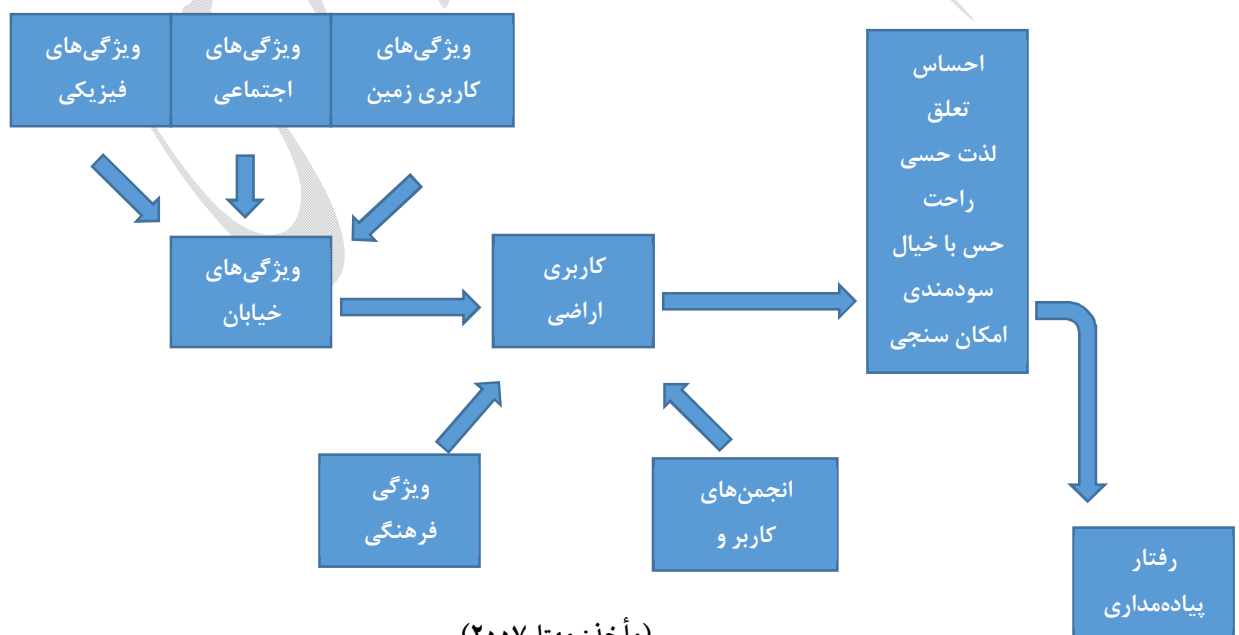 ویژگی‌های
کاربری زمین
ویژگی‌های
اجتماعی
ویژگی‌های
فیزیکی
احساس
تعلق
لذت حسی
راحت
حس با خیال
سودمندی
امکان سنجی
ویژگی‌های
خیابان
کاربری
اراضی
ویژگی
فرهنگی
انجمن‌های
کاربر و
رفتار
پیاده‌مداری